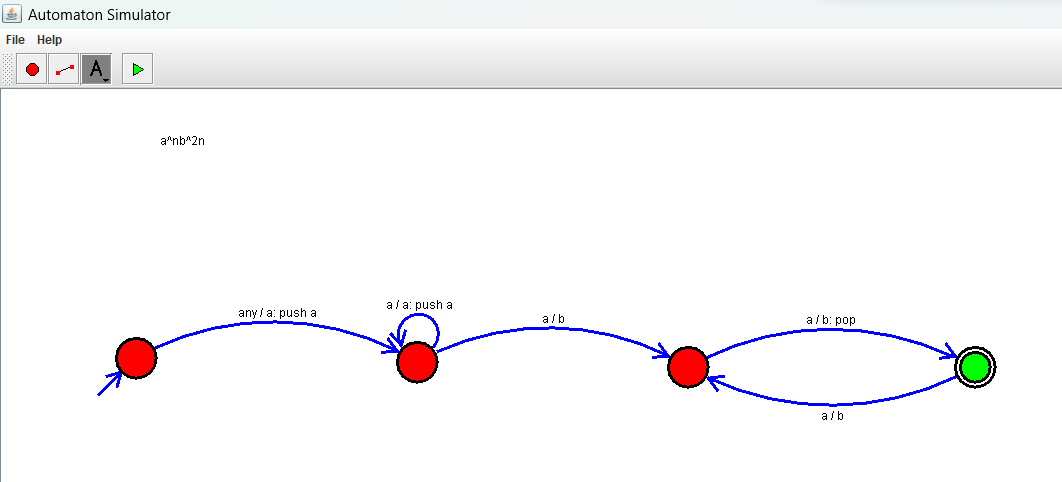 Automaton Simulator
File Help
A
a^nb^2n
any / a: push a
a / a: push a
a / b
a / b: pop
a / b